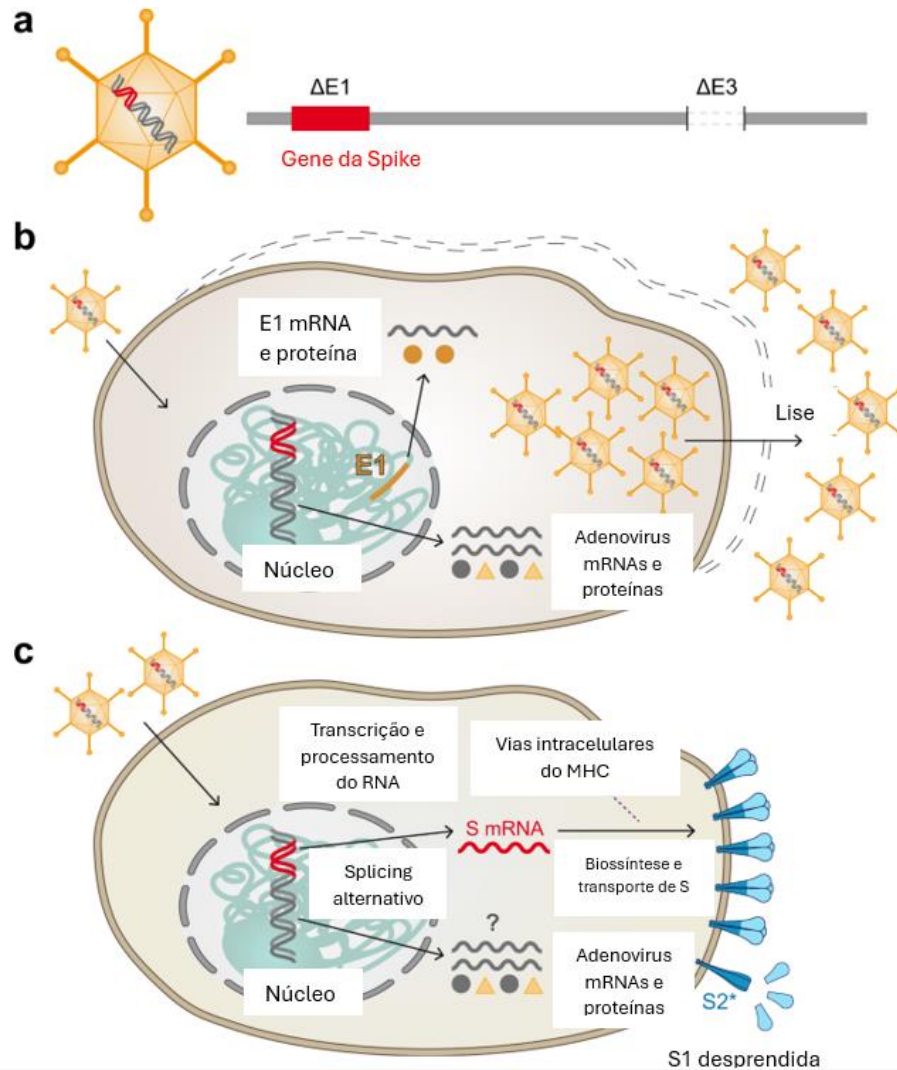 a
ΔE1
ΔE3
Gene da Spike
b
E1 mRNA
e proteína
E1
Núcleo
Lise
Adenovirus
mRNAs e
proteínas
c
Transcrição e
processamento
do RNA
Vias intracelulares
do MHC
S mRNA
Splicing
alternativo
Biossíntese e
transporte de S
?
Núcleo
Adenovirus
mRNAs e
proteínas
S2*
S1 desprendida